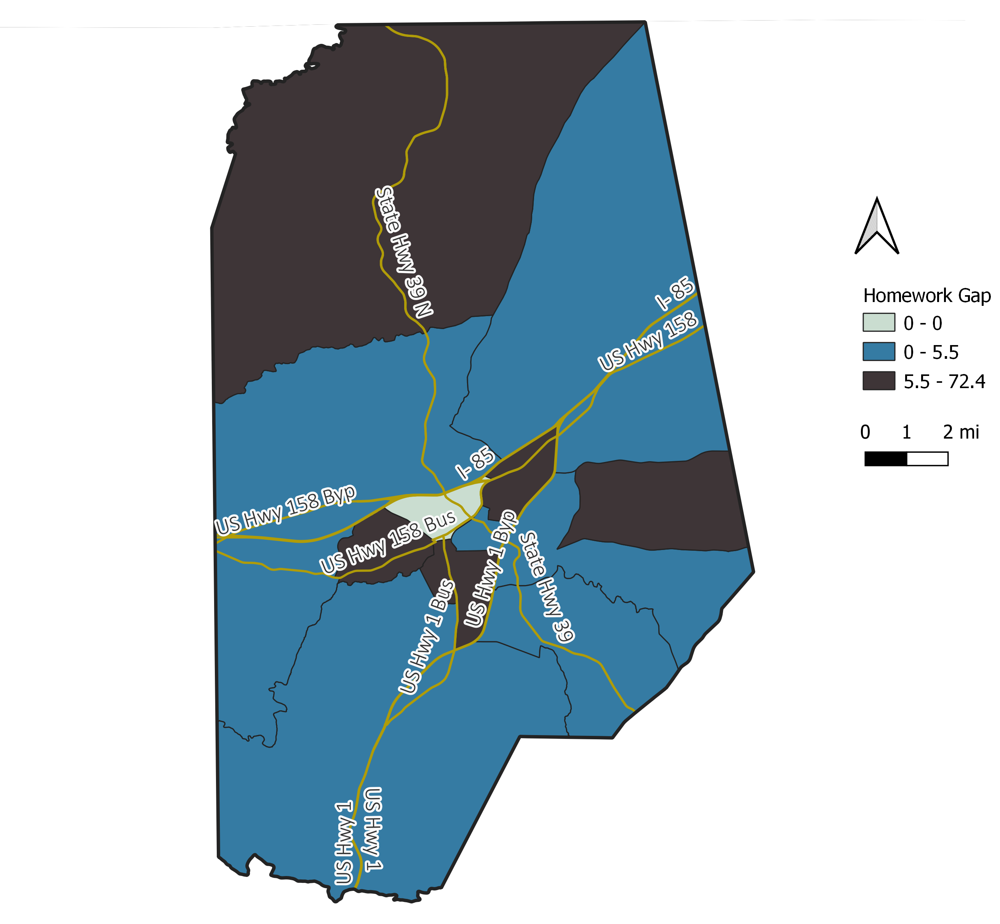 State Hwy 39 N
I- 85
US Hwy 158
Homework Gap
0 - 0
0 - 5.5
5.5 - 72.4
0 1 2 mi
I- 85
US Hwy 158 Byp
US Hwy 158 Bus
US Hwy 1 Byp
State Hwy 39
US Hwy 1 Bus
US Hwy 1
US Hwy 1